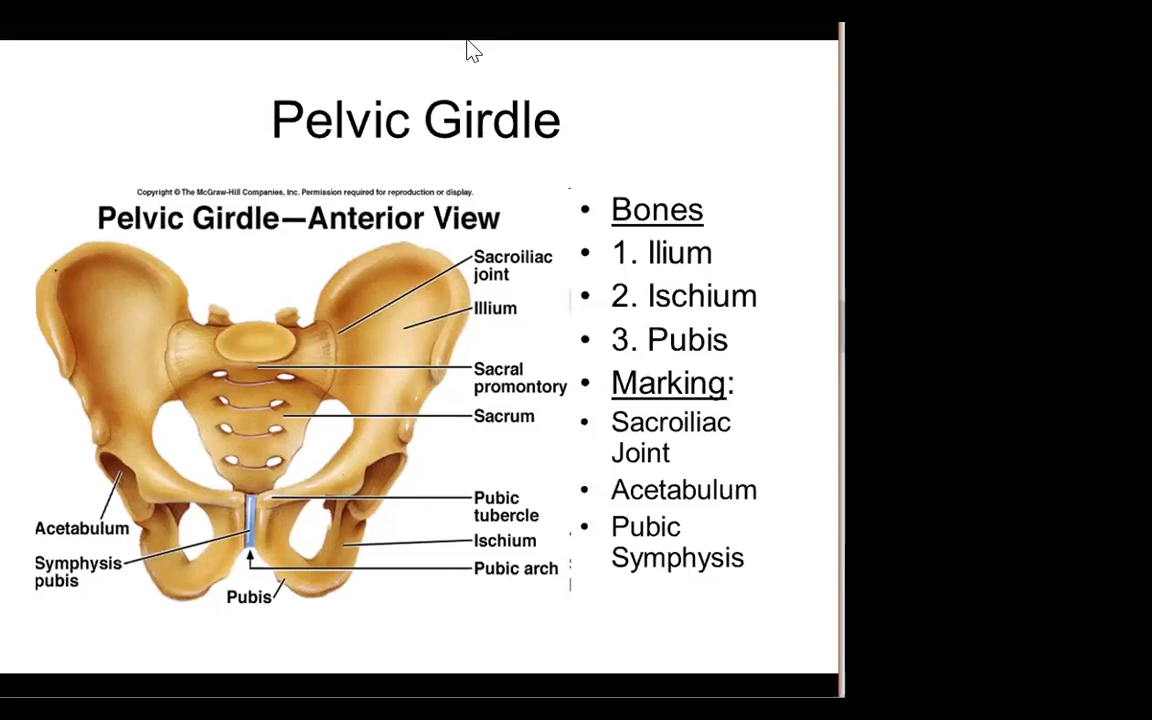 Pelvic Girdle
Copyright © The McGraw-Hill Companies, Inc. Permission required for reproduction or display.
Pelvic Girdle—Anterior View
Sacroiliac
joint
Illium
Sacral
promontory
Sacrum
Pubic
tubercle
Ischium
Pubic arch
Acetabulum
Symphysis
pubis
Pubis
• Bones
• 1. Ilium
• 2. Ischium
• 3. Pubis
• Marking:
• Sacroiliac
Joint
• Acetabulum
• Pubic
Symphysis